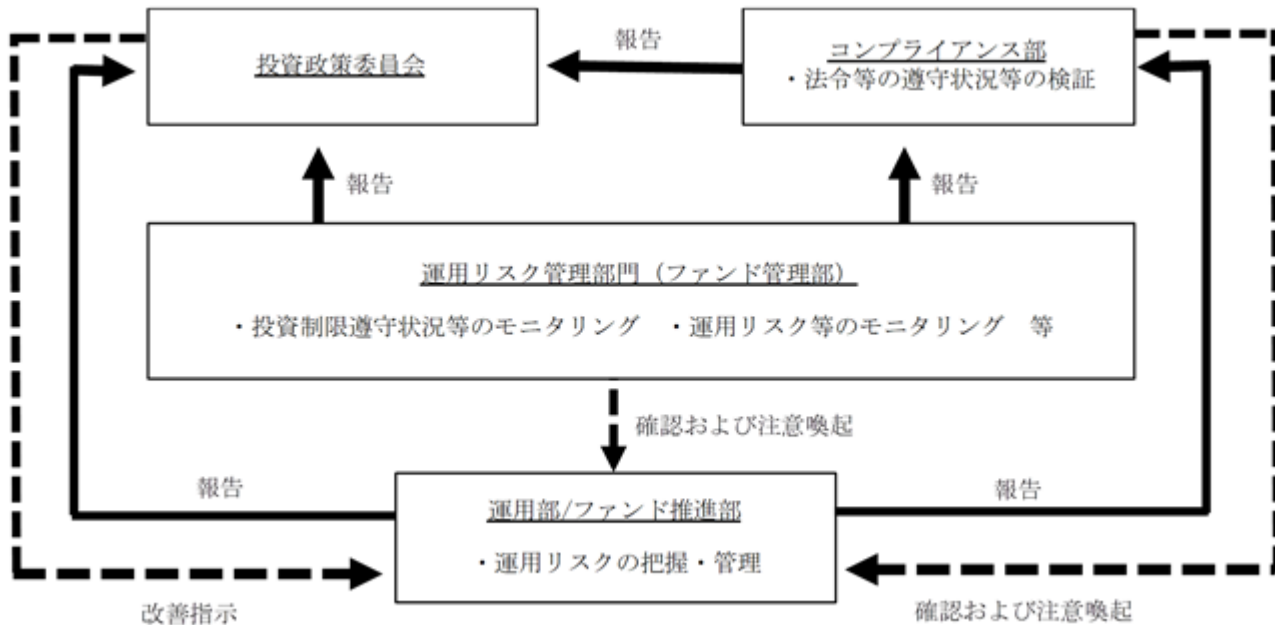 報告
投資政策委員会
コンプライアンス部
・法令等の遵守状況等の検証
報告
報告
運用リスク管理部門（ファンド管理部）
・投資制限遵守状況等のモニタリング　・運用リスク等のモニタリング　等
確認および注意喚起
報告
報告
運用部/ファンド推進部
・運用リスクの把握・管理
改善指示
確認および注意喚起